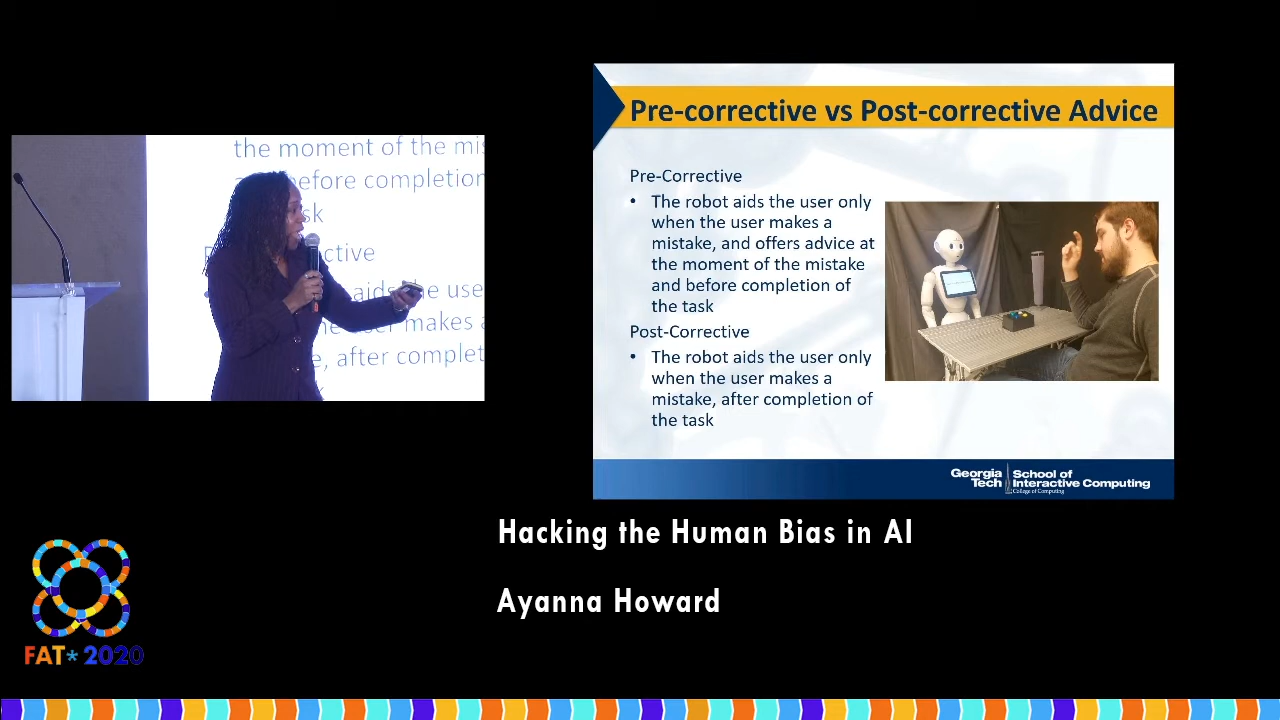 the moment of the mis
before completion
sk
ctive
aids the use
makes a
, after complet
Pre-corrective vs Post-corrective Advice
Pre-Corrective
• The robot aids the user only
when the user makes a
mistake, and offers advice at
the moment of the mistake
and before completion of
the task
Post-Corrective
• The robot aids the user only
when the user makes a
mistake, after completion of
the task
Georgia
Tech
School of
Interactive Computing
College of Computing
Hacking the Human Bias in AI
Ayanna Howard
FAT* 2020